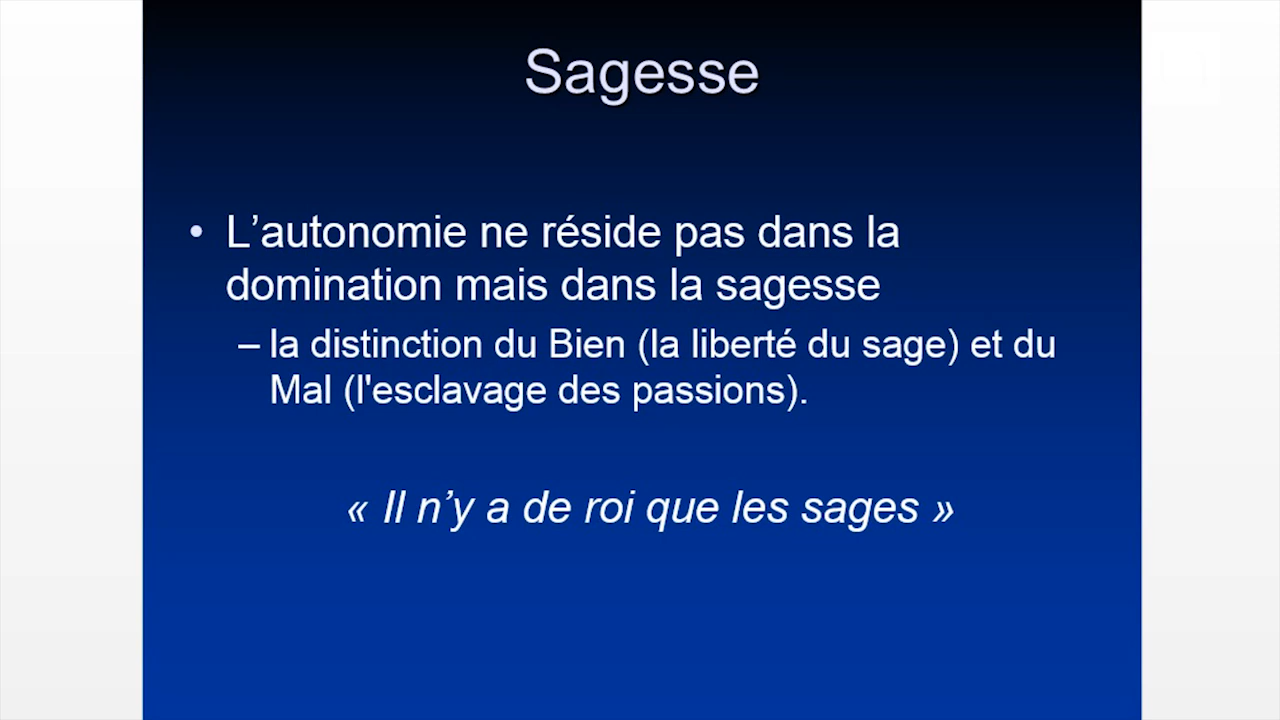 Sagesse
• L’autonomie ne réside pas dans la
domination mais dans la sagesse
– la distinction du Bien (la liberté du sage) et du
Mal (l'esclavage des passions).
« Il n’y a de roi que les sages »